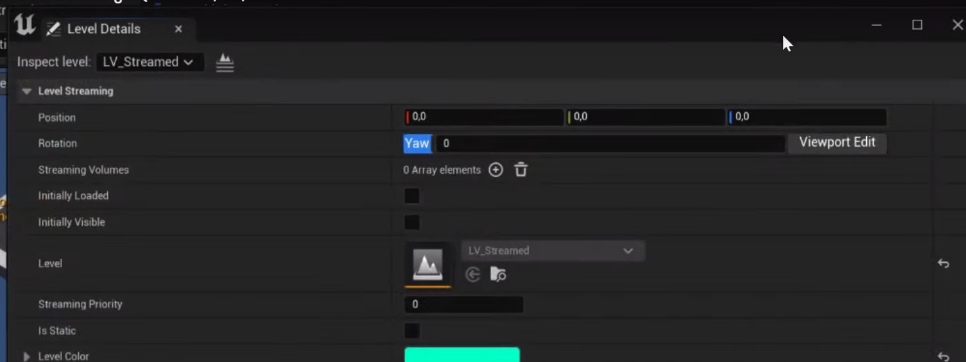 Level Details
Inspect level: LV_Streamed
Level Streaming
Position 0,0 0,0 0,0
Rotation Yaw 0 Viewport Edit
Streaming Volumes 0 Array elements
Initially Loaded
Initially Visible
Level LV_Streamed
Streaming Priority 0
Is Static
Level Color